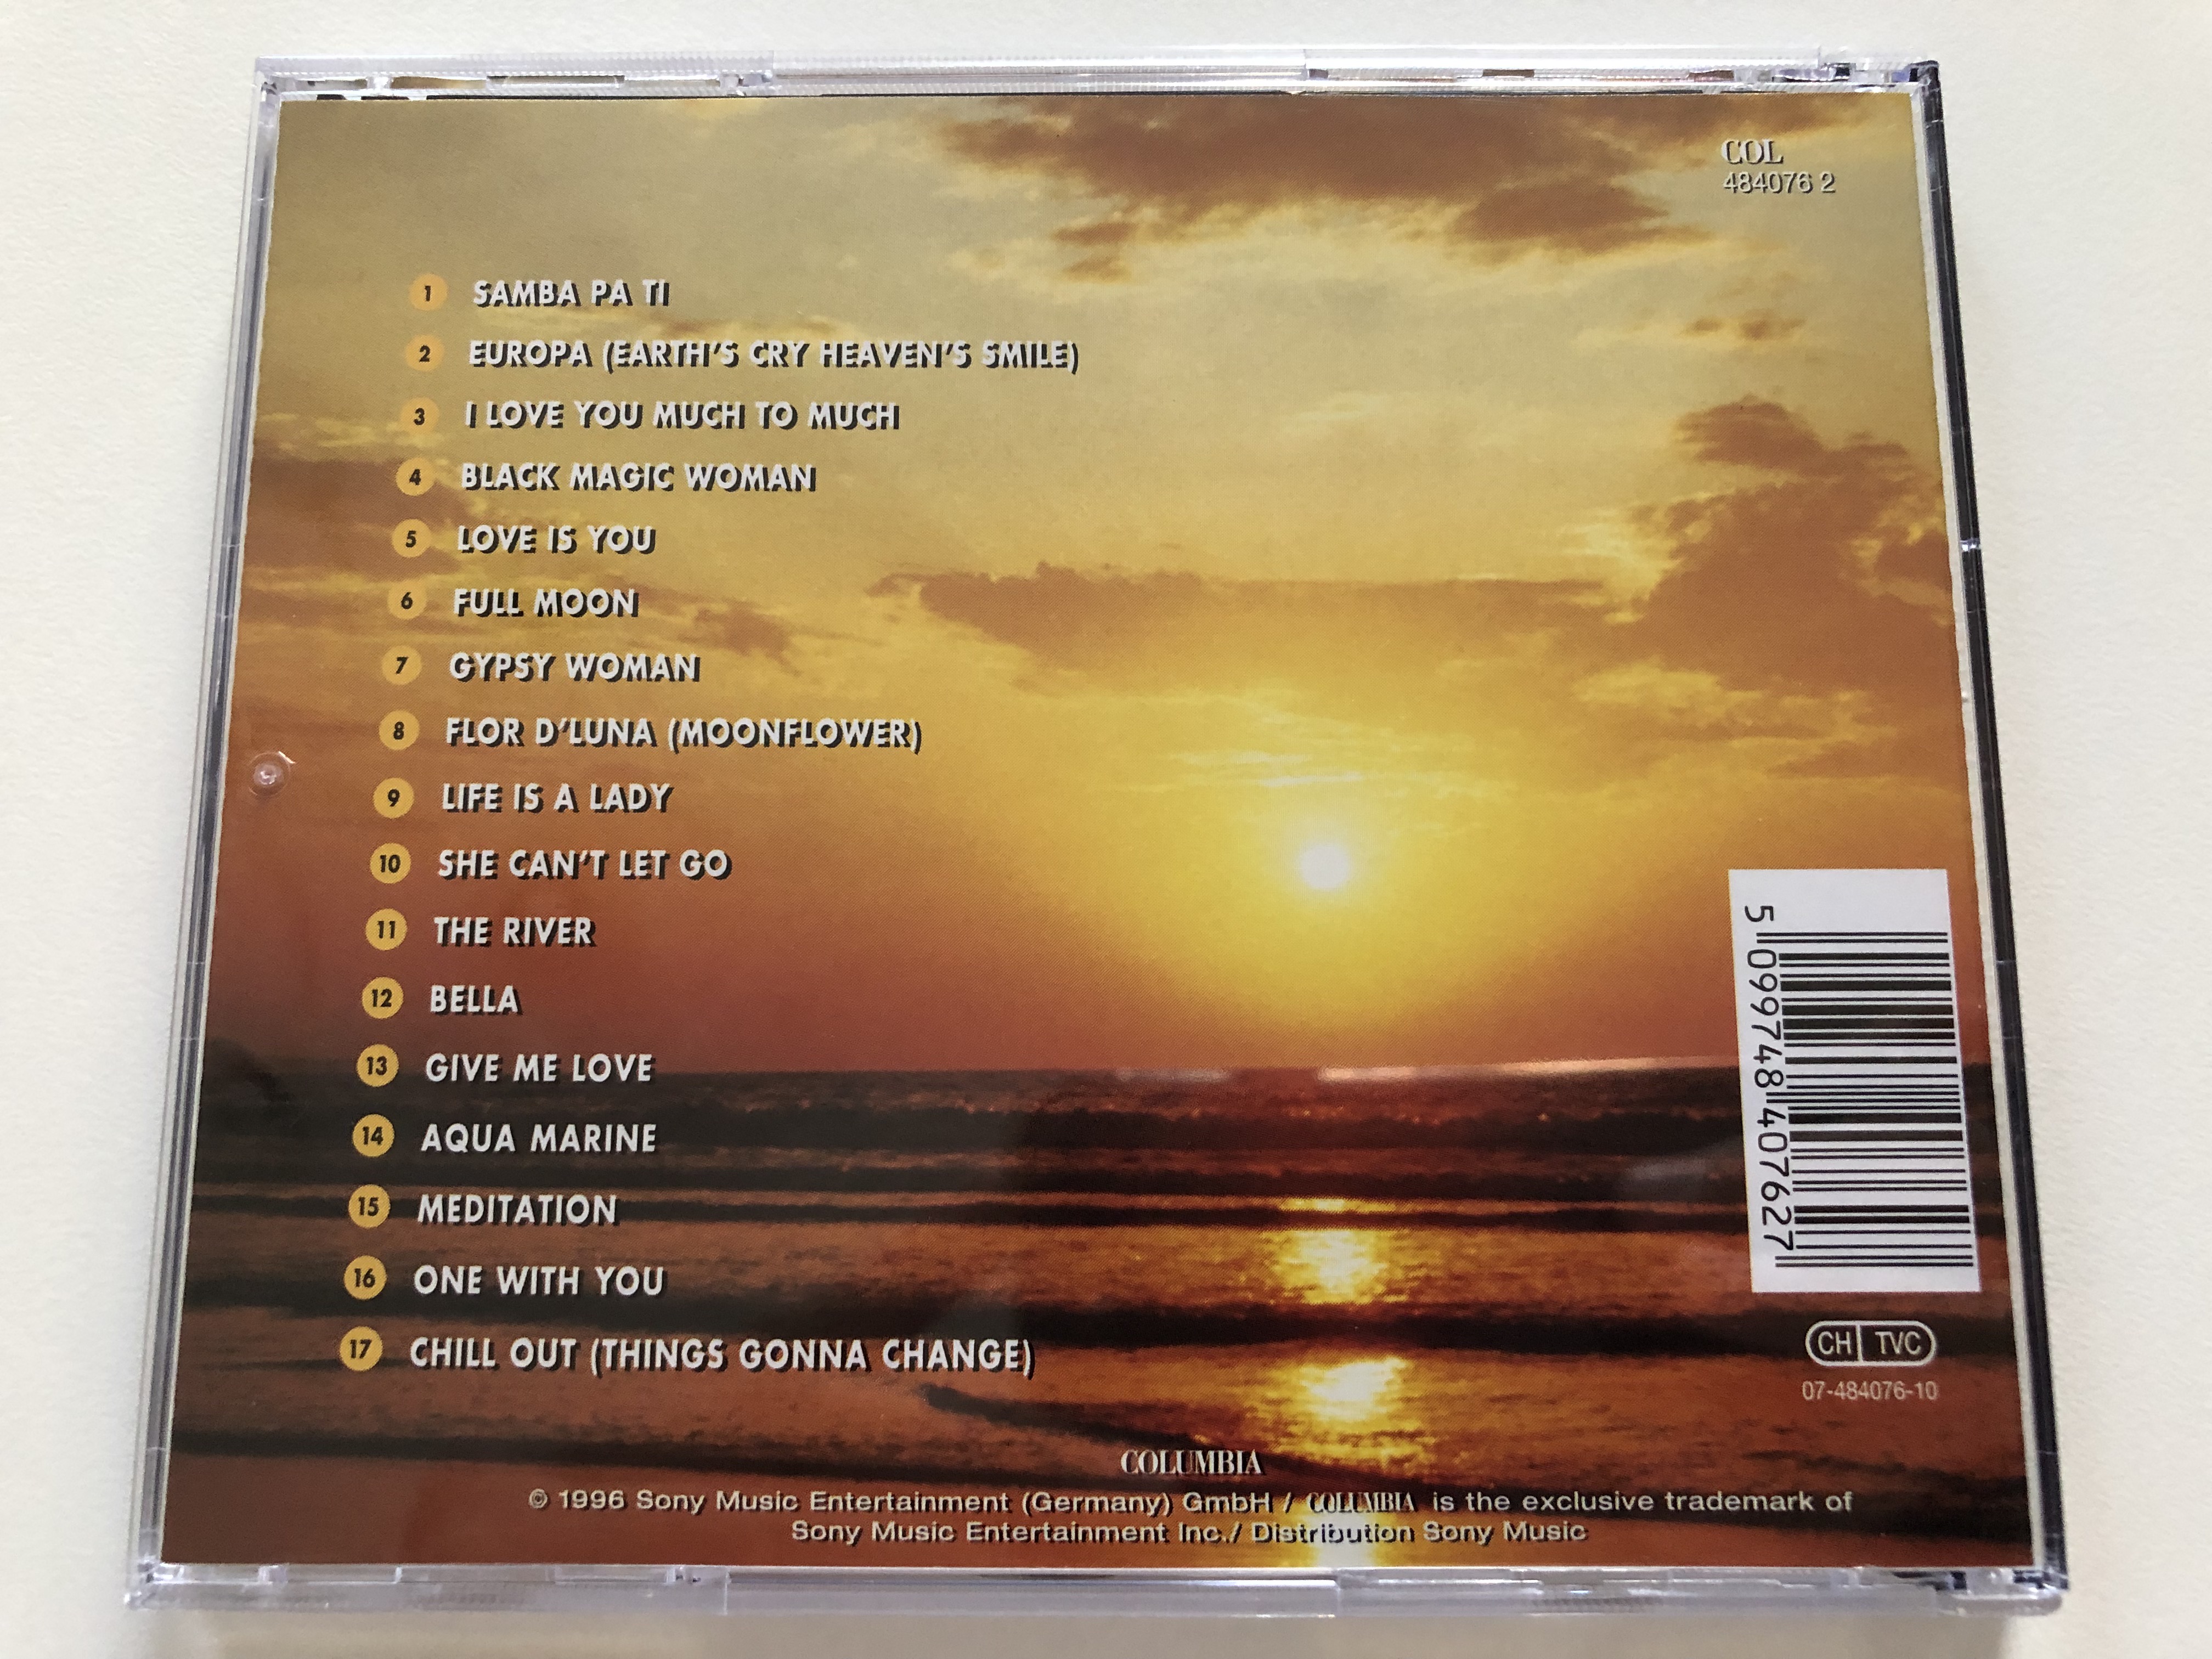 COL
484076 2
1 SAMBA PA TI
2 EUROPA (EARTH'S CRY HEAVEN'S SMILE)
3 I LOVE YOU MUCH TO MUCH
4 BLACK MAGIC WOMAN
5 LOVE IS YOU
6 FULL MOON
7 GYPSY WOMAN
8 FLOR D'LUNA (MOONFLOWER)
9 LIFE IS A LADY
10 SHE CAN'T LET GO
11 THE RIVER
12 BELLA
13 GIVE ME LOVE
14 AQUA MARINE
15 MEDITATION
16 ONE WITH YOU
17 CHILL OUT (THINGS GONNA CHANGE)
5 099748 407627
CH TVC
07-484076-10
COLUMBIA
© 1996 Sony Music Entertainment (Germany) GmbH / COLUMBIA is the exclusive trademark of
Sony Music Entertainment Inc./ Distribution Sony Music